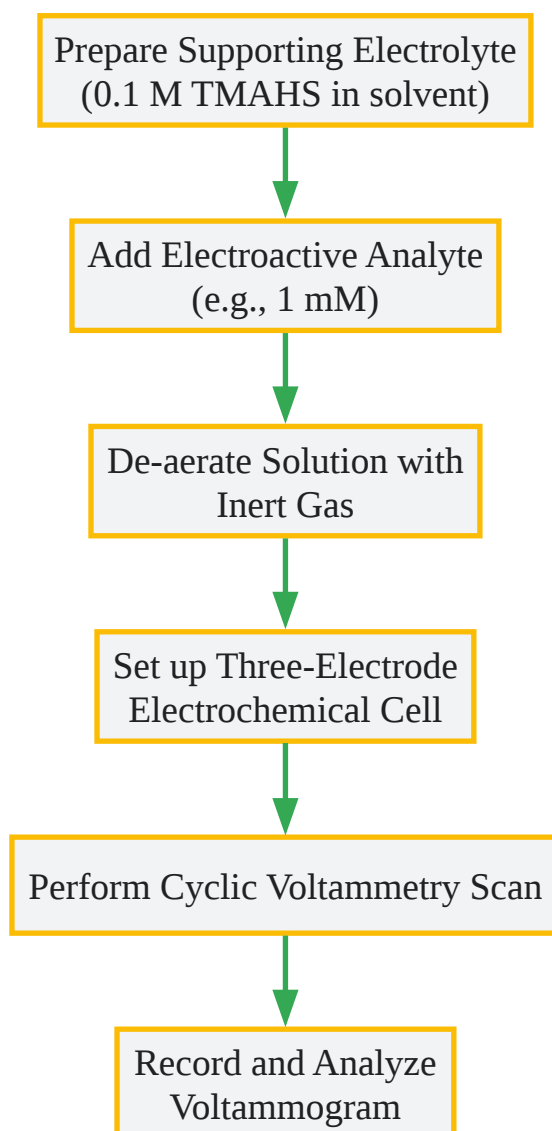 Prepare Supporting Electrolyte
(0.1 M TMAHS in solvent)
Add Electroactive Analyte
(e.g., 1 mM)
De-aerate Solution with
Inert Gas
Set up Three-Electrode
Electrochemical Cell
Perform Cyclic Voltammetry Scan
Record and Analyze
Voltammogram